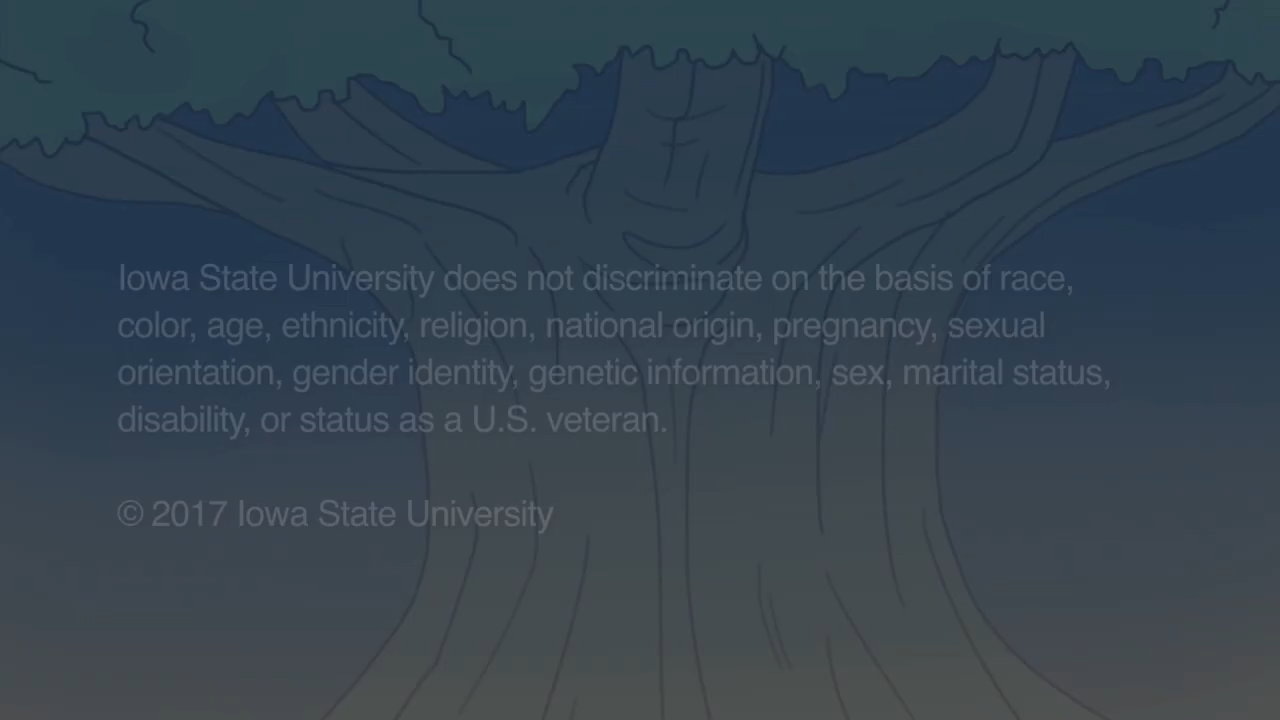 Iowa State University does not discriminate on the basis of race,
color, age, ethnicity, religion, national origin, pregnancy, sexual
orientation, gender identity, genetic information, sex, marital status,
disability, or status as a U.S. veteran.
© 2017 Iowa State University